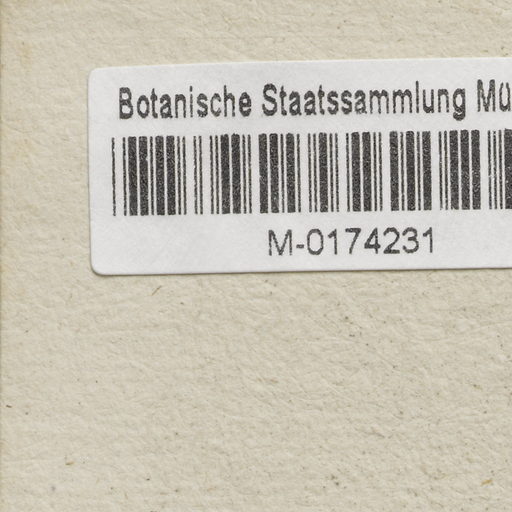 Botanische Staatssammlung Mü
M-0174231